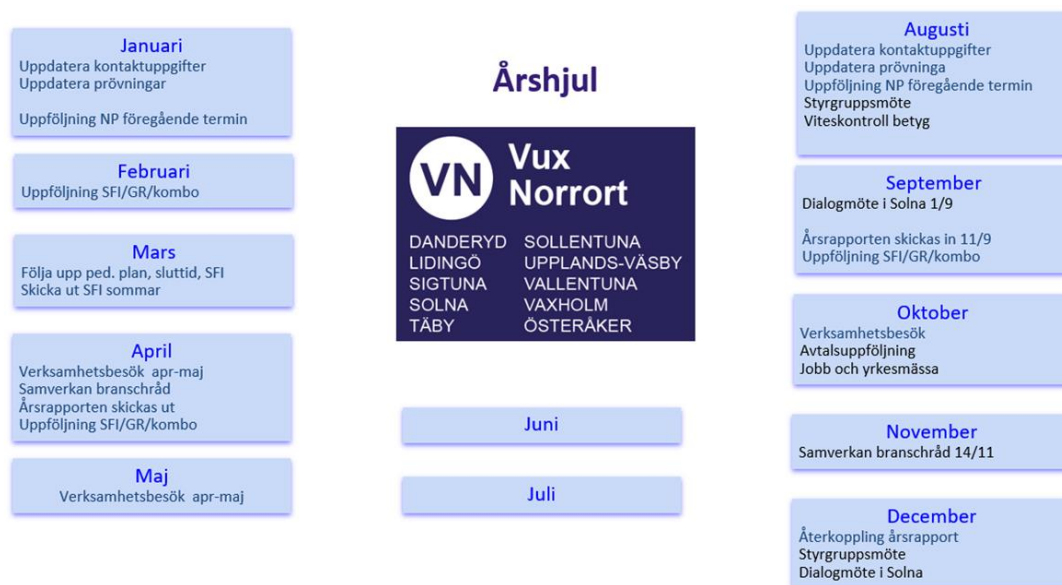 Januari
Uppdatera kontaktuppgifter
Uppdatera prövningar
Uppföljning NP föregående termin
Februari
Uppföljning SFI/GR/kombo
Mars
Följa upp ped. plan, sluttid, SFI
Skicka ut SFI sommar
April
Verksamhetsbesök apr-maj
Samverkan branschråd
Årsrapporten skickas ut
Uppföljning SFI/GR/kombo
Maj
Verksamhetsbesök apr-maj
Årshjul
VN Vux
Norrort
DANDERYD SOLLENTUNA
LIDINGÖ UPPLANDS-VÄSBY
SIGTUNA VALLENTUNA
SOLNA VAXHOLM
TÄBY ÖSTERÅKER
Juni
Juli
Augusti
Uppdatera kontaktuppgifter
Uppdatera prövninga
Uppföljning NP föregående termin
Styrgruppsmöte
Viteskontroll betyg
September
Dialogmöte i Solna 1/9
Årsrapporten skickas in 11/9
Uppföljning SFI/GR/kombo
Oktober
Verksamhetsbesök
Avtalsuppföljning
Jobb och yrkesmässa
November
Samverkan branschråd 14/11
December
Återkoppling årsrapport
Styrgruppsmöte
Dialogmöte i Solna